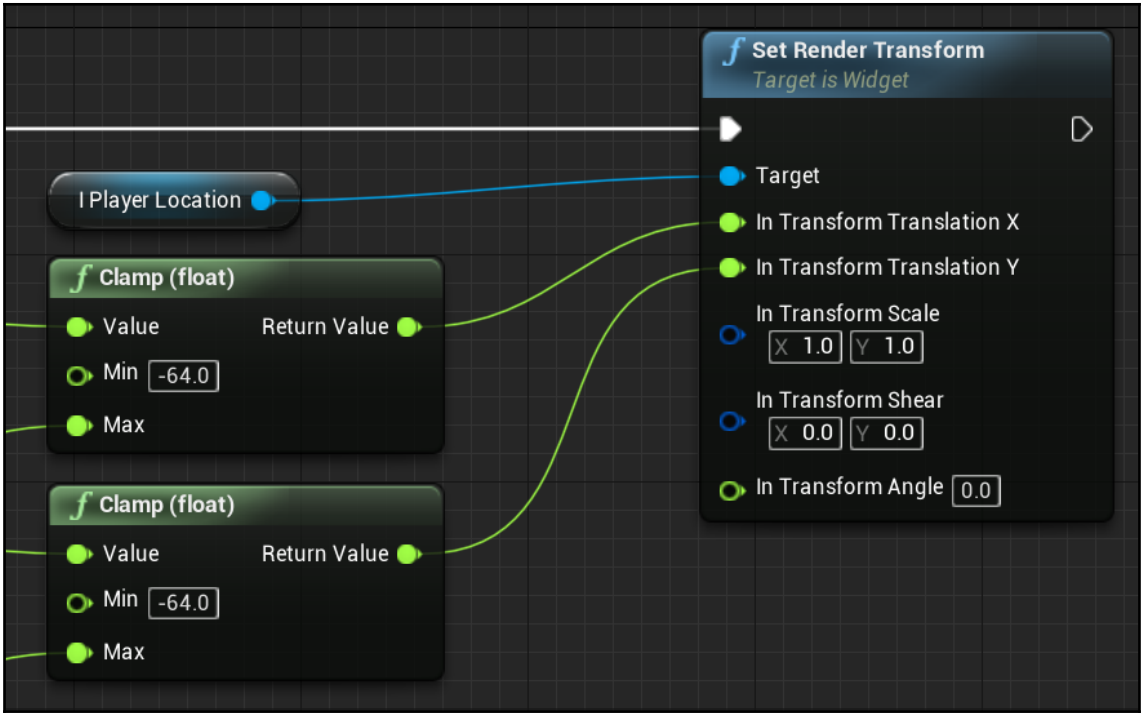 f Set Render Transform
Target is Widget
I Player Location
Target
In Transform Translation X
In Transform Translation Y
In Transform Scale
X 1.0 Y 1.0
In Transform Shear
X 0.0 Y 0.0
In Transform Angle 0.0
f Clamp (float)
Value Return Value
Min -64.0
Max
f Clamp (float)
Value Return Value
Min -64.0
Max